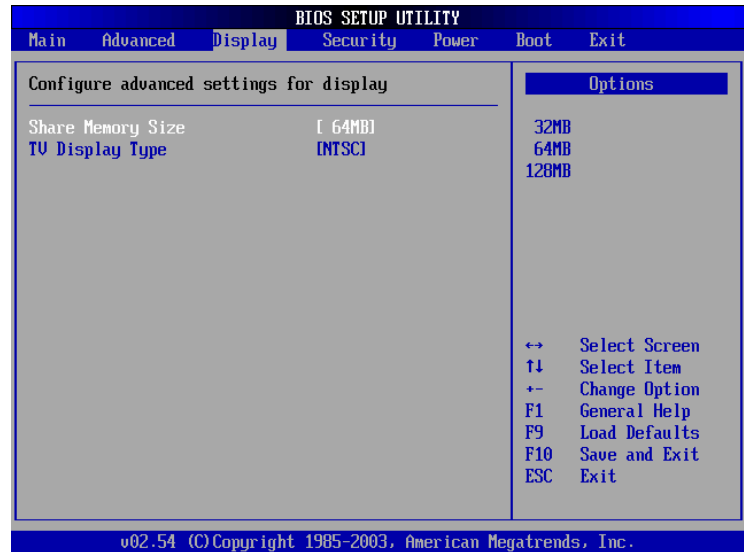 BIOS SETUP UTILITY
Main Advanced Display Security Power Boot Exit
Configure advanced settings for display
Share Memory Size [ 64MB]
TV Display Type [NTSC]
Options
32MB
64MB
128MB
↔ Select Screen
↑↓ Select Item
+- Change Option
F1 General Help
F9 Load Defaults
F10 Save and Exit
ESC Exit
v02.54 (C)Copyright 1985-2003, American Megatrends, Inc.